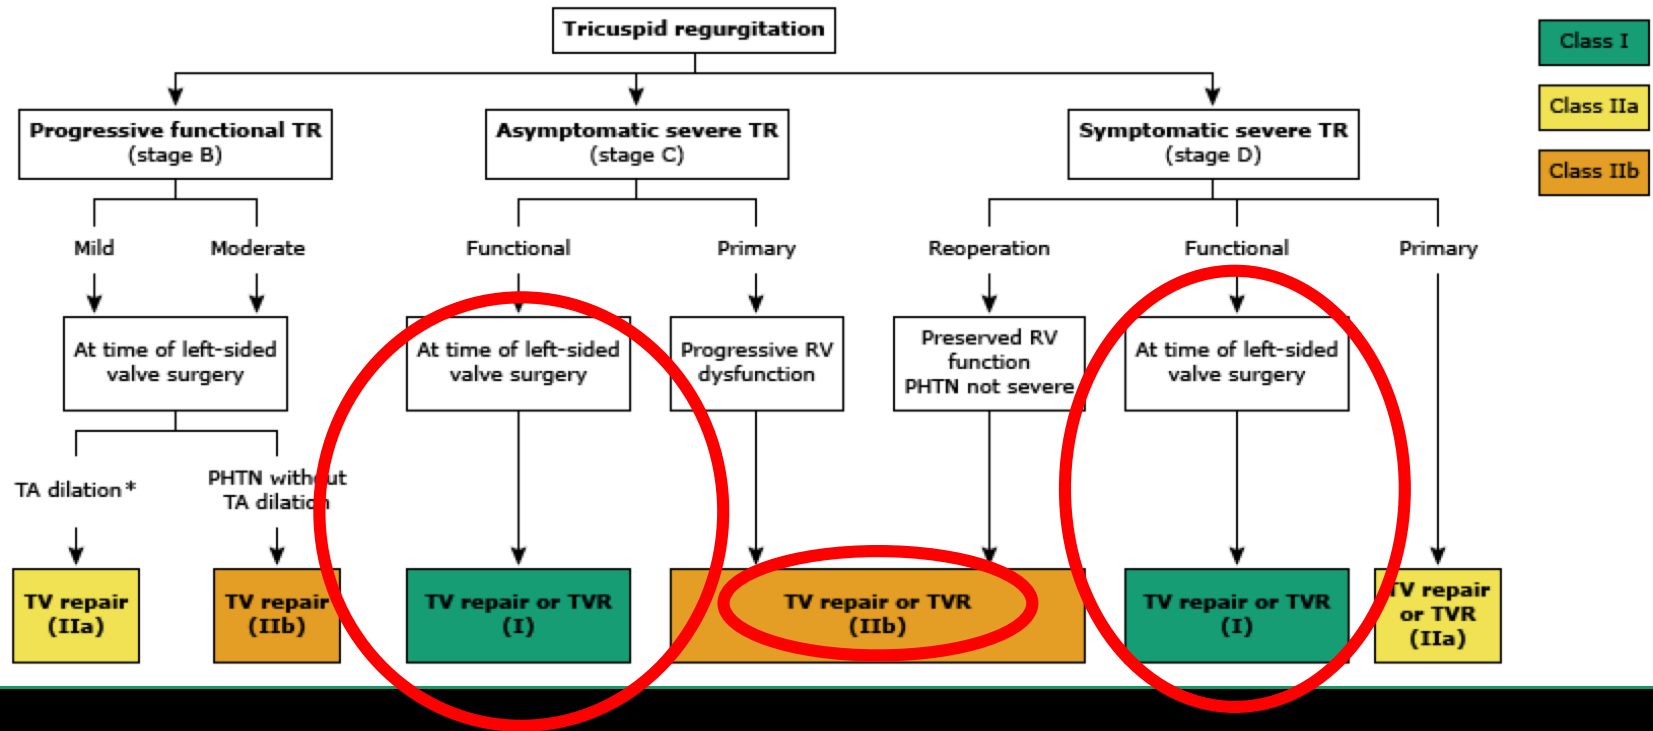 Tricuspid regurgitation
Class I
Class IIa
Class IIb
Progressive functional TR
(stage B)
Asymptomatic severe TR
(stage C)
Symptomatic severe TR
(stage D)
Mild
Moderate
Functional
Primary
Reoperation
Functional
Primary
At time of left-sided
valve surgery
At time of left-sided
valve surgery
Progressive RV
dysfunction
Preserved RV
function
PHTN not severe
At time of left-sided
valve surgery
TA dilation*
PHTN without
TA dilation
TV repair
(IIa)
TV repair
(IIb)
TV repair or TVR
(I)
TV repair or TVR
(IIb)
TV repair or TVR
(I)
TV repair
or TVR
(IIa)